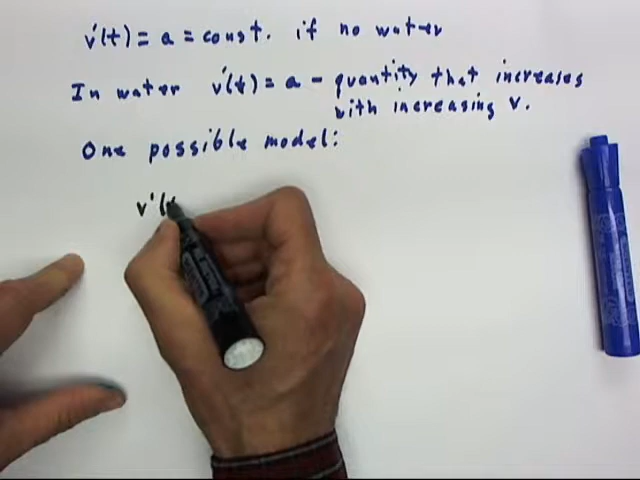 v'(t) = a = const. if no water
In water v'(t) = a - quantity that increases
with increasing v.
One possible model:
v'(